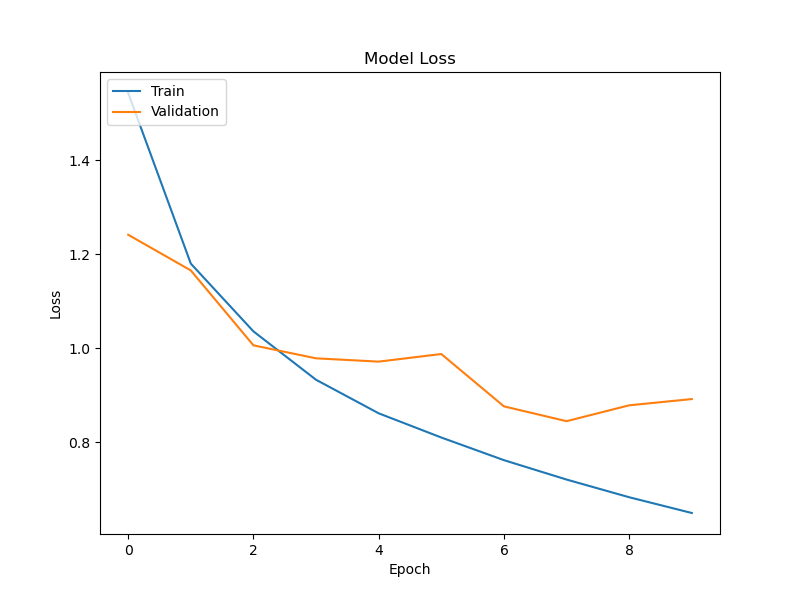 Model Loss
Train
Validation
1.4
1.2
1.0
0.8
Loss
0 2 4 6 8
Epoch